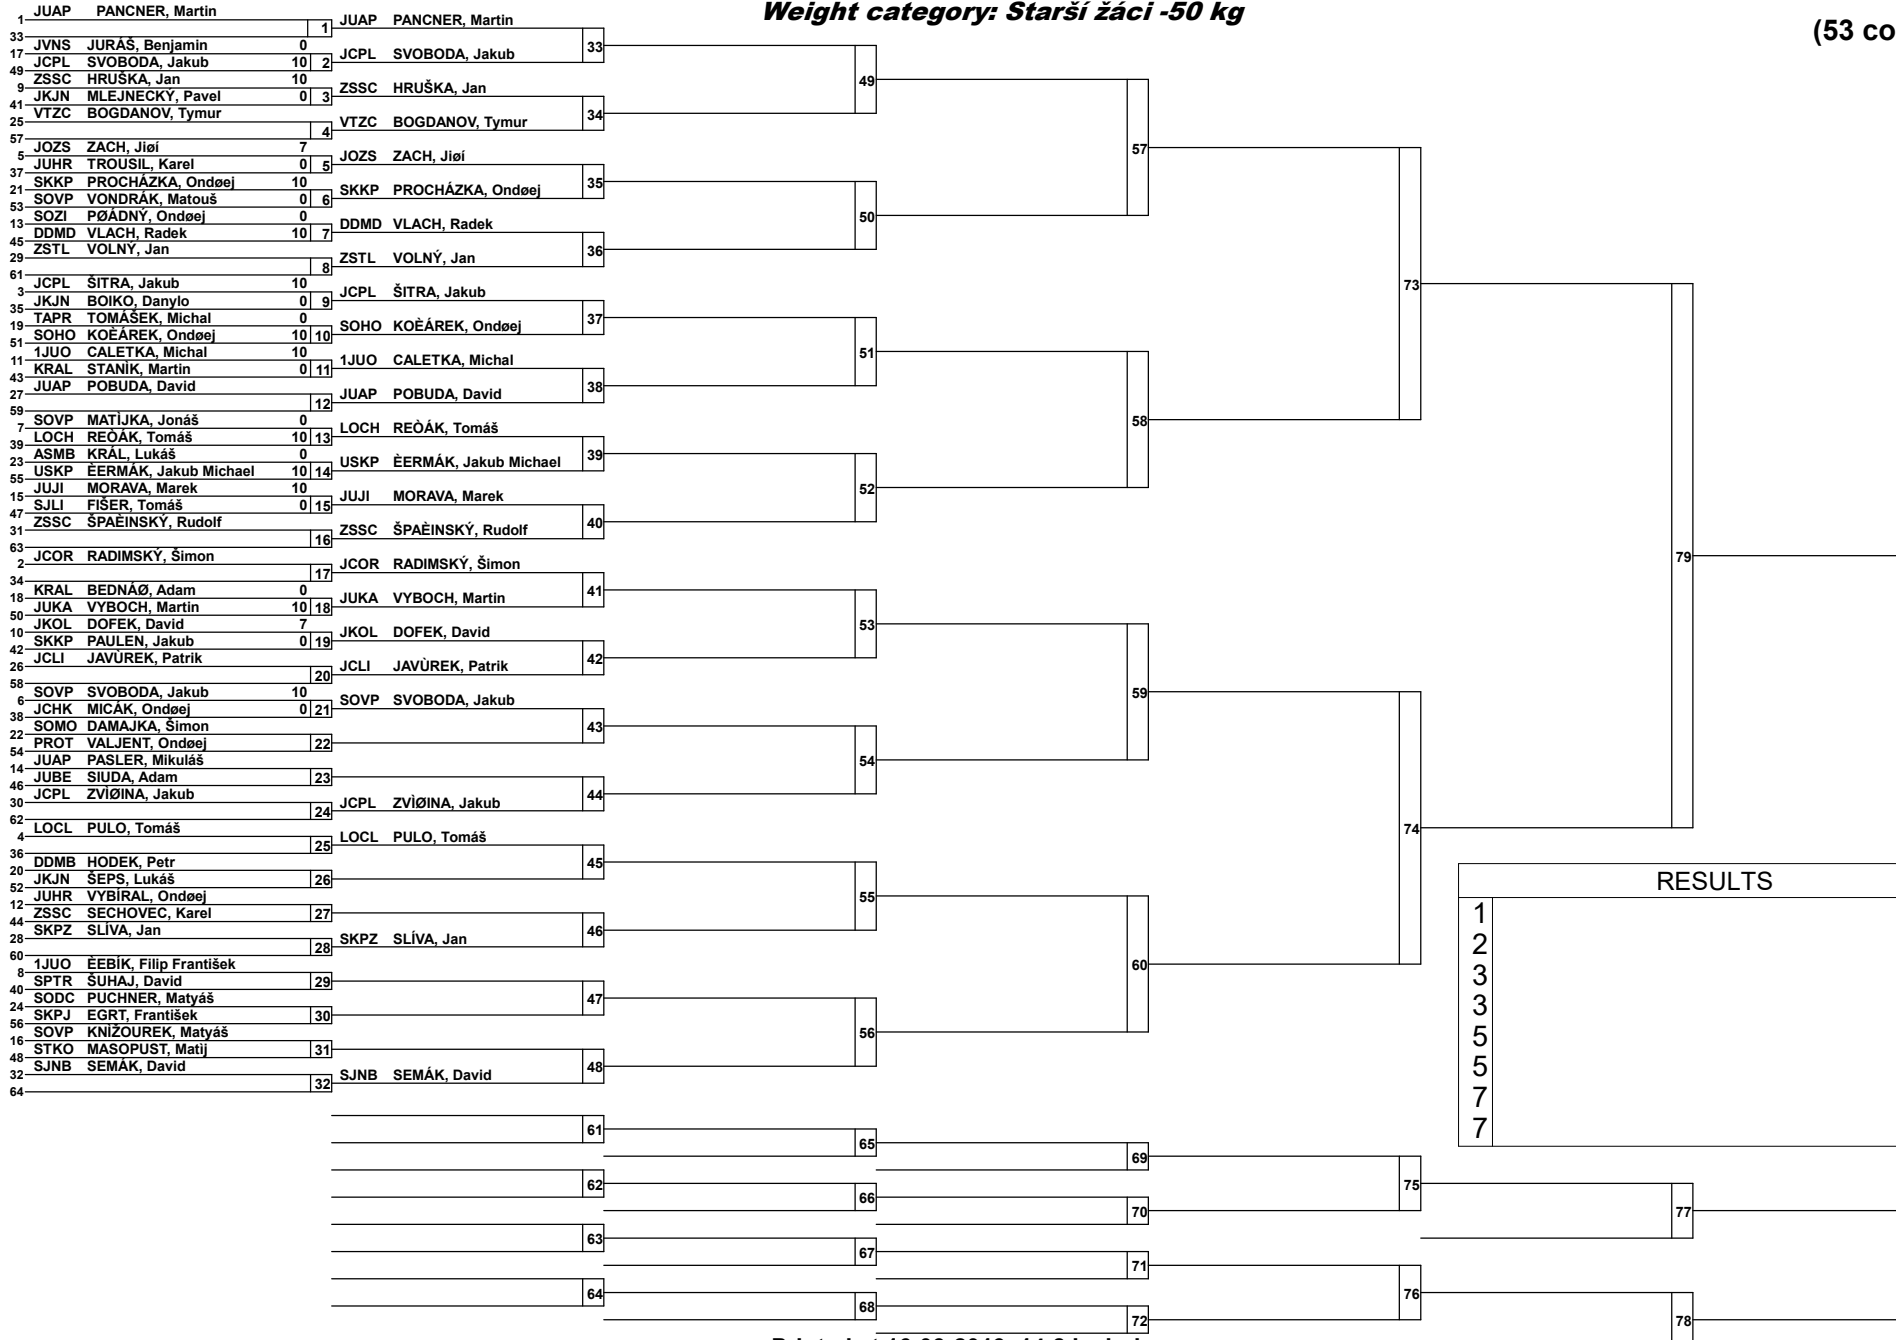 Weight category: Starší žáci -50 kg
(53 co
1 JUAP PANCNER, Martin
33
1
17 JVNS JURÁŠ, Benjamin 0
49 JCPL SVOBODA, Jakub 10
2
9 ZSSC HRUŠKA, Jan 10
41 JKJN MLEJNECKÝ, Pavel 0
3
25 VTZC BOGDANOV, Tymur
57
4
5 JOZS ZACH, Jiøí 7
37 JUHR TROUSIL, Karel 0
5
21 SKKP PROCHÁZKA, Ondøej 10
53 SOVP VONDRÁK, Matouš 0
6
13 SOZI PØÁDNÝ, Ondøej 0
45 DDMD VLACH, Radek 10
7
29 ZSTL VOLNÝ, Jan
61
8
3 JCPL ŠITRA, Jakub 10
35 JKJN BOIKO, Danylo 0
9
19 TAPR TOMÁŠEK, Michal 0
51 SOHO KOÈÁREK, Ondøej 10
10
11 1JUO CALETKA, Michal 10
43 KRAL STANÌK, Martin 0
11
27 JUAP POBUDA, David
59
12
7 SOVP MATÌJKA, Jonáš 0
39 LOCH REÒÁK, Tomáš 10
13
23 ASMB KRÁL, Lukáš 0
55 USKP ÈERMÁK, Jakub Michael 10
14
15 JUJI MORAVA, Marek 10
47 SJLI FIŠER, Tomáš 0
15
31 ZSSC ŠPAÈINSKÝ, Rudolf
63
16
2 JCOR RADIMSKÝ, Šimon
34
17
18 KRAL BEDNÁØ, Adam 0
50 JUKA VYBOCH, Martin 10
18
10 JKOL DOFEK, David 7
42 SKKP PAULEN, Jakub 0
19
26 JCLI JAVÙREK, Patrik
58
20
6 SOVP SVOBODA, Jakub 10
38 JCHK MICÁK, Ondøej 0
21
22 SOMO DAMAJKA, Šimon
54 PROT VALJENT, Ondøej
22
14 JUAP PASLER, Mikuláš
46 JUBE SIUDA, Adam
23
30 JCPL ZVÌØINA, Jakub
62
24
4 LOCL PULO, Tomáš
36
25
20 DDMB HODEK, Petr
52 JKJN ŠEPS, Lukáš
26
12 JUHR VYBÍRAL, Ondøej
44 ZSSC SECHOVEC, Karel
27
28 SKPZ SLÍVA, Jan
60
28
8 1JUO ÈEBÍK, Filip František
40 SPTR ŠUHAJ, David
29
24 SODC PUCHNER, Matyáš
56 SKPJ EGRT, František
30
16 SOVP KNÌŽOUREK, Matyáš
48 STKO MASOPUST, Matìj
31
32 SJNB SEMÁK, David
64
32
JUAP PANCNER, Martin
JCPL SVOBODA, Jakub
33
ZSSC HRUŠKA, Jan
VTZC BOGDANOV, Tymur
34
JOZS ZACH, Jiøí
SKKP PROCHÁZKA, Ondøej
35
DDMD VLACH, Radek
ZSTL VOLNÝ, Jan
36
JCPL ŠITRA, Jakub
SOHO KOÈÁREK, Ondøej
37
1JUO CALETKA, Michal
JUAP POBUDA, David
38
LOCH REÒÁK, Tomáš
USKP ÈERMÁK, Jakub Michael
39
JUJI MORAVA, Marek
ZSSC ŠPAÈINSKÝ, Rudolf
40
JCOR RADIMSKÝ, Šimon
JUKA VYBOCH, Martin
41
JKOL DOFEK, David
JCLI JAVÙREK, Patrik
42
SOVP SVOBODA, Jakub
43
JCPL ZVÌØINA, Jakub
44
LOCL PULO, Tomáš
45
SKPZ SLÍVA, Jan
46
47
SJNB SEMÁK, David
48
49
50
51
52
53
54
55
56
57
58
59
60
73
74
79
RESULTS
1
2
3
3
5
5
7
7
61
62
63
64
65
66
67
68
69
70
71
72
75
76
77
78